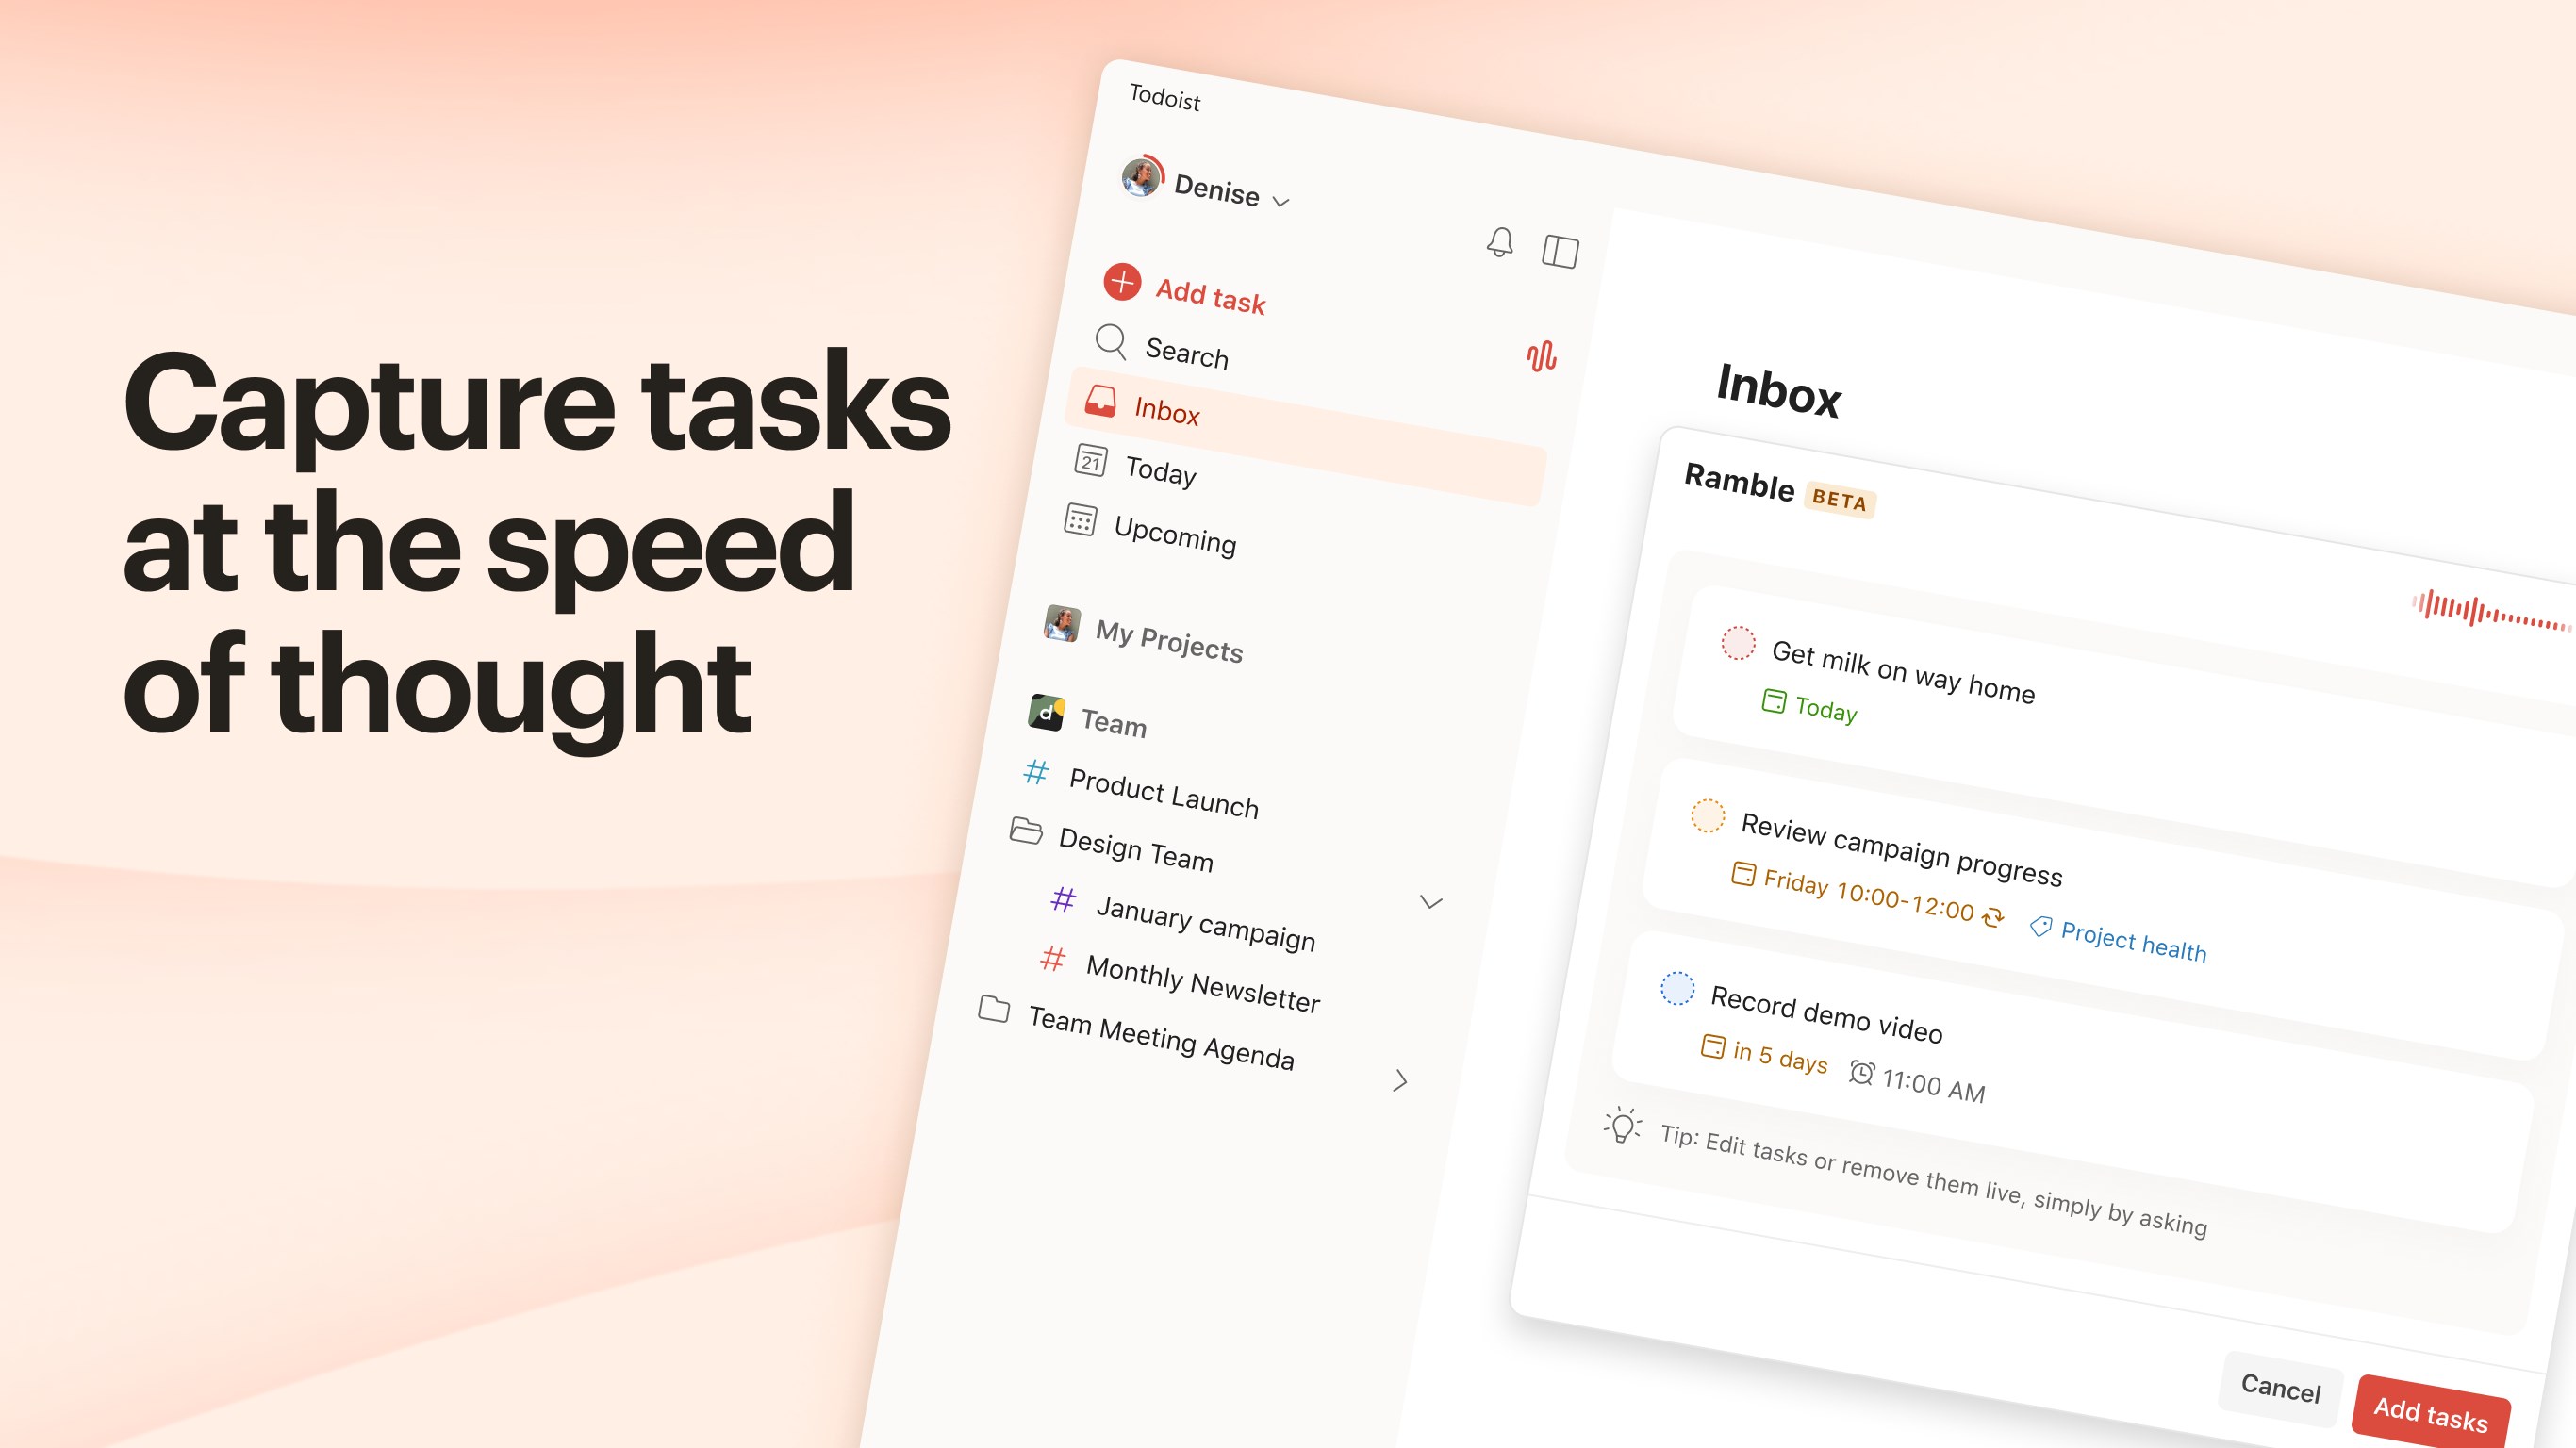 Capture tasks
at the speed
of thought
Todoist
Denise
Add task
Search
Inbox
21
Today
Upcoming
My Projects
d
Team
# Product Launch
Design Team
# January campaign
# Monthly Newsletter
Team Meeting Agenda
Inbox
Ramble BETA
Get milk on way home
Today
Review campaign progress
Friday 10:00-12:00 Project health
Record demo video
in 5 days 11:00 AM
Tip: Edit tasks or remove them live, simply by asking
Cancel Add tasks